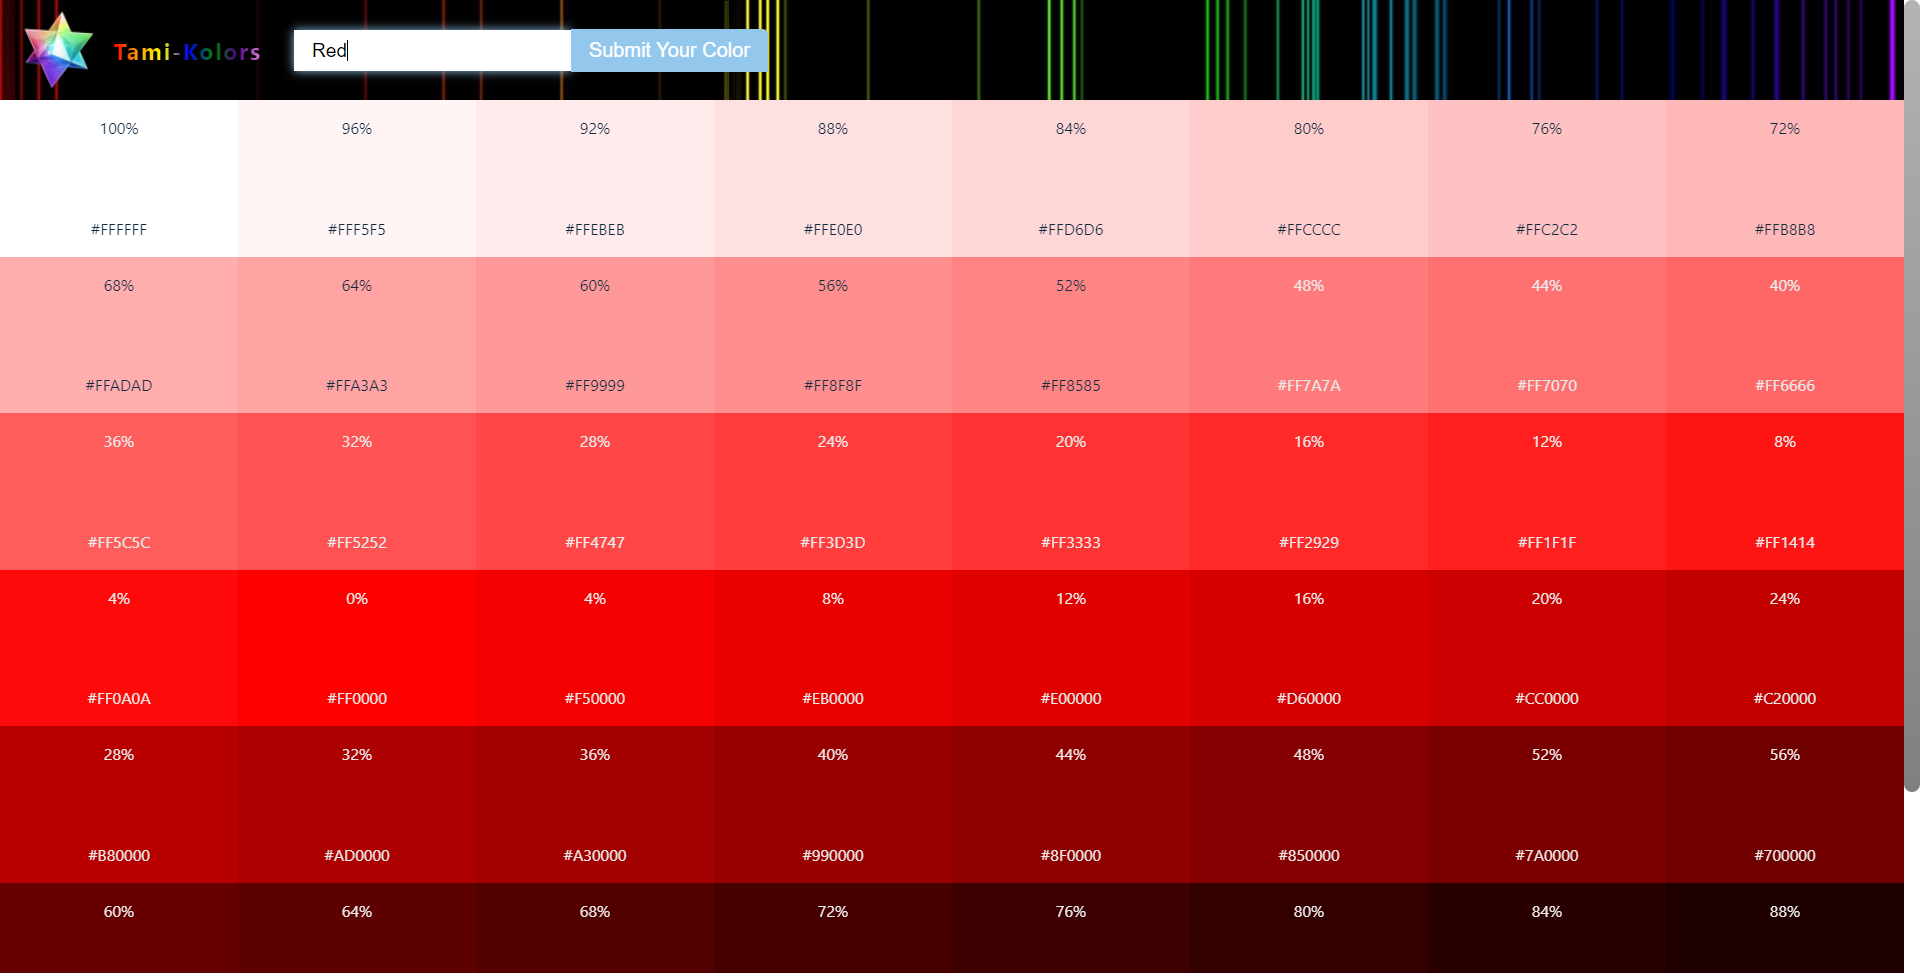 Tami-Kolors Red Submit Your Color
100% 96% 92% 88% 84% 80% 76% 72%
#FFFFFF #FFF5F5 #FFEBEB #FFE0E0 #FFD6D6 #FFCCCC #FFC2C2 #FFB8B8
68% 64% 60% 56% 52% 48% 44% 40%
#FFADAD #FFA3A3 #FF9999 #FF8F8F #FF8585 #FF7A7A #FF7070 #FF6666
36% 32% 28% 24% 20% 16% 12% 8%
#FF5C5C #FF5252 #FF4747 #FF3D3D #FF3333 #FF2929 #FF1F1F #FF1414
4% 0% 4% 8% 12% 16% 20% 24%
#FF0A0A #FF0000 #F50000 #EB0000 #E00000 #D60000 #CC0000 #C20000
28% 32% 36% 40% 44% 48% 52% 56%
#B80000 #AD0000 #A30000 #990000 #8F0000 #850000 #7A0000 #700000
60% 64% 68% 72% 76% 80% 84% 88%